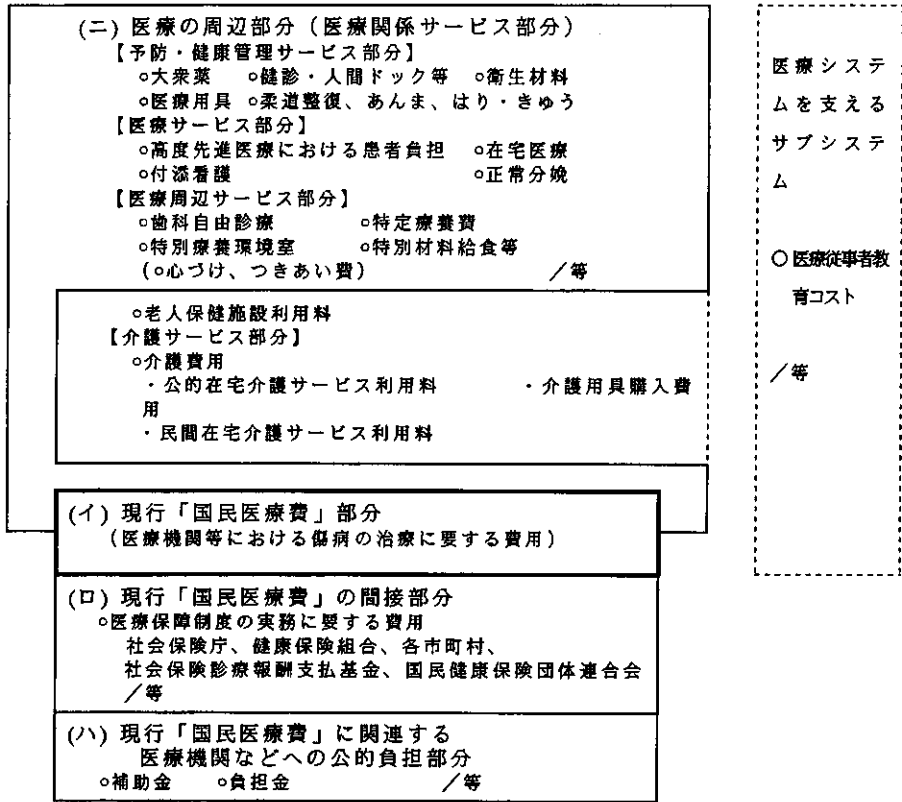 (ニ) 医療の周辺部分（医療関係サービス部分）
【予防・健康管理サービス部分】
○大衆薬　○健診・人間ドック等　○衛生材料
○医療用具　○柔道整復、あんま、はり・きゅう
【医療サービス部分】
○高度先進医療における患者負担　○在宅医療
○付添看護　○正常分娩
【医療周辺サービス部分】
○歯科自由診療　○特定療養費
○特別療養環境室　○特別材料給食等
（○心づけ、つきあい費）　／等
○老人保健施設利用料
【介護サービス部分】
○介護費用
・公的在宅介護サービス利用料　・介護用具購入費
用
・民間在宅介護サービス利用料
(イ) 現行「国民医療費」部分
（医療機関等における傷病の治療に要する費用）
(ロ) 現行「国民医療費」の間接部分
○医療保障制度の実務に要する費用
社会保険庁、健康保険組合、各市町村、
社会保険診療報酬支払基金、国民健康保険団体連合会
／等
(ハ) 現行「国民医療費」に関連する
医療機関などへの公的負担部分
○補助金　○負担金　／等
医療システ
ムを支える
サブシステ
ム
○医療従事者教
育コスト
／等